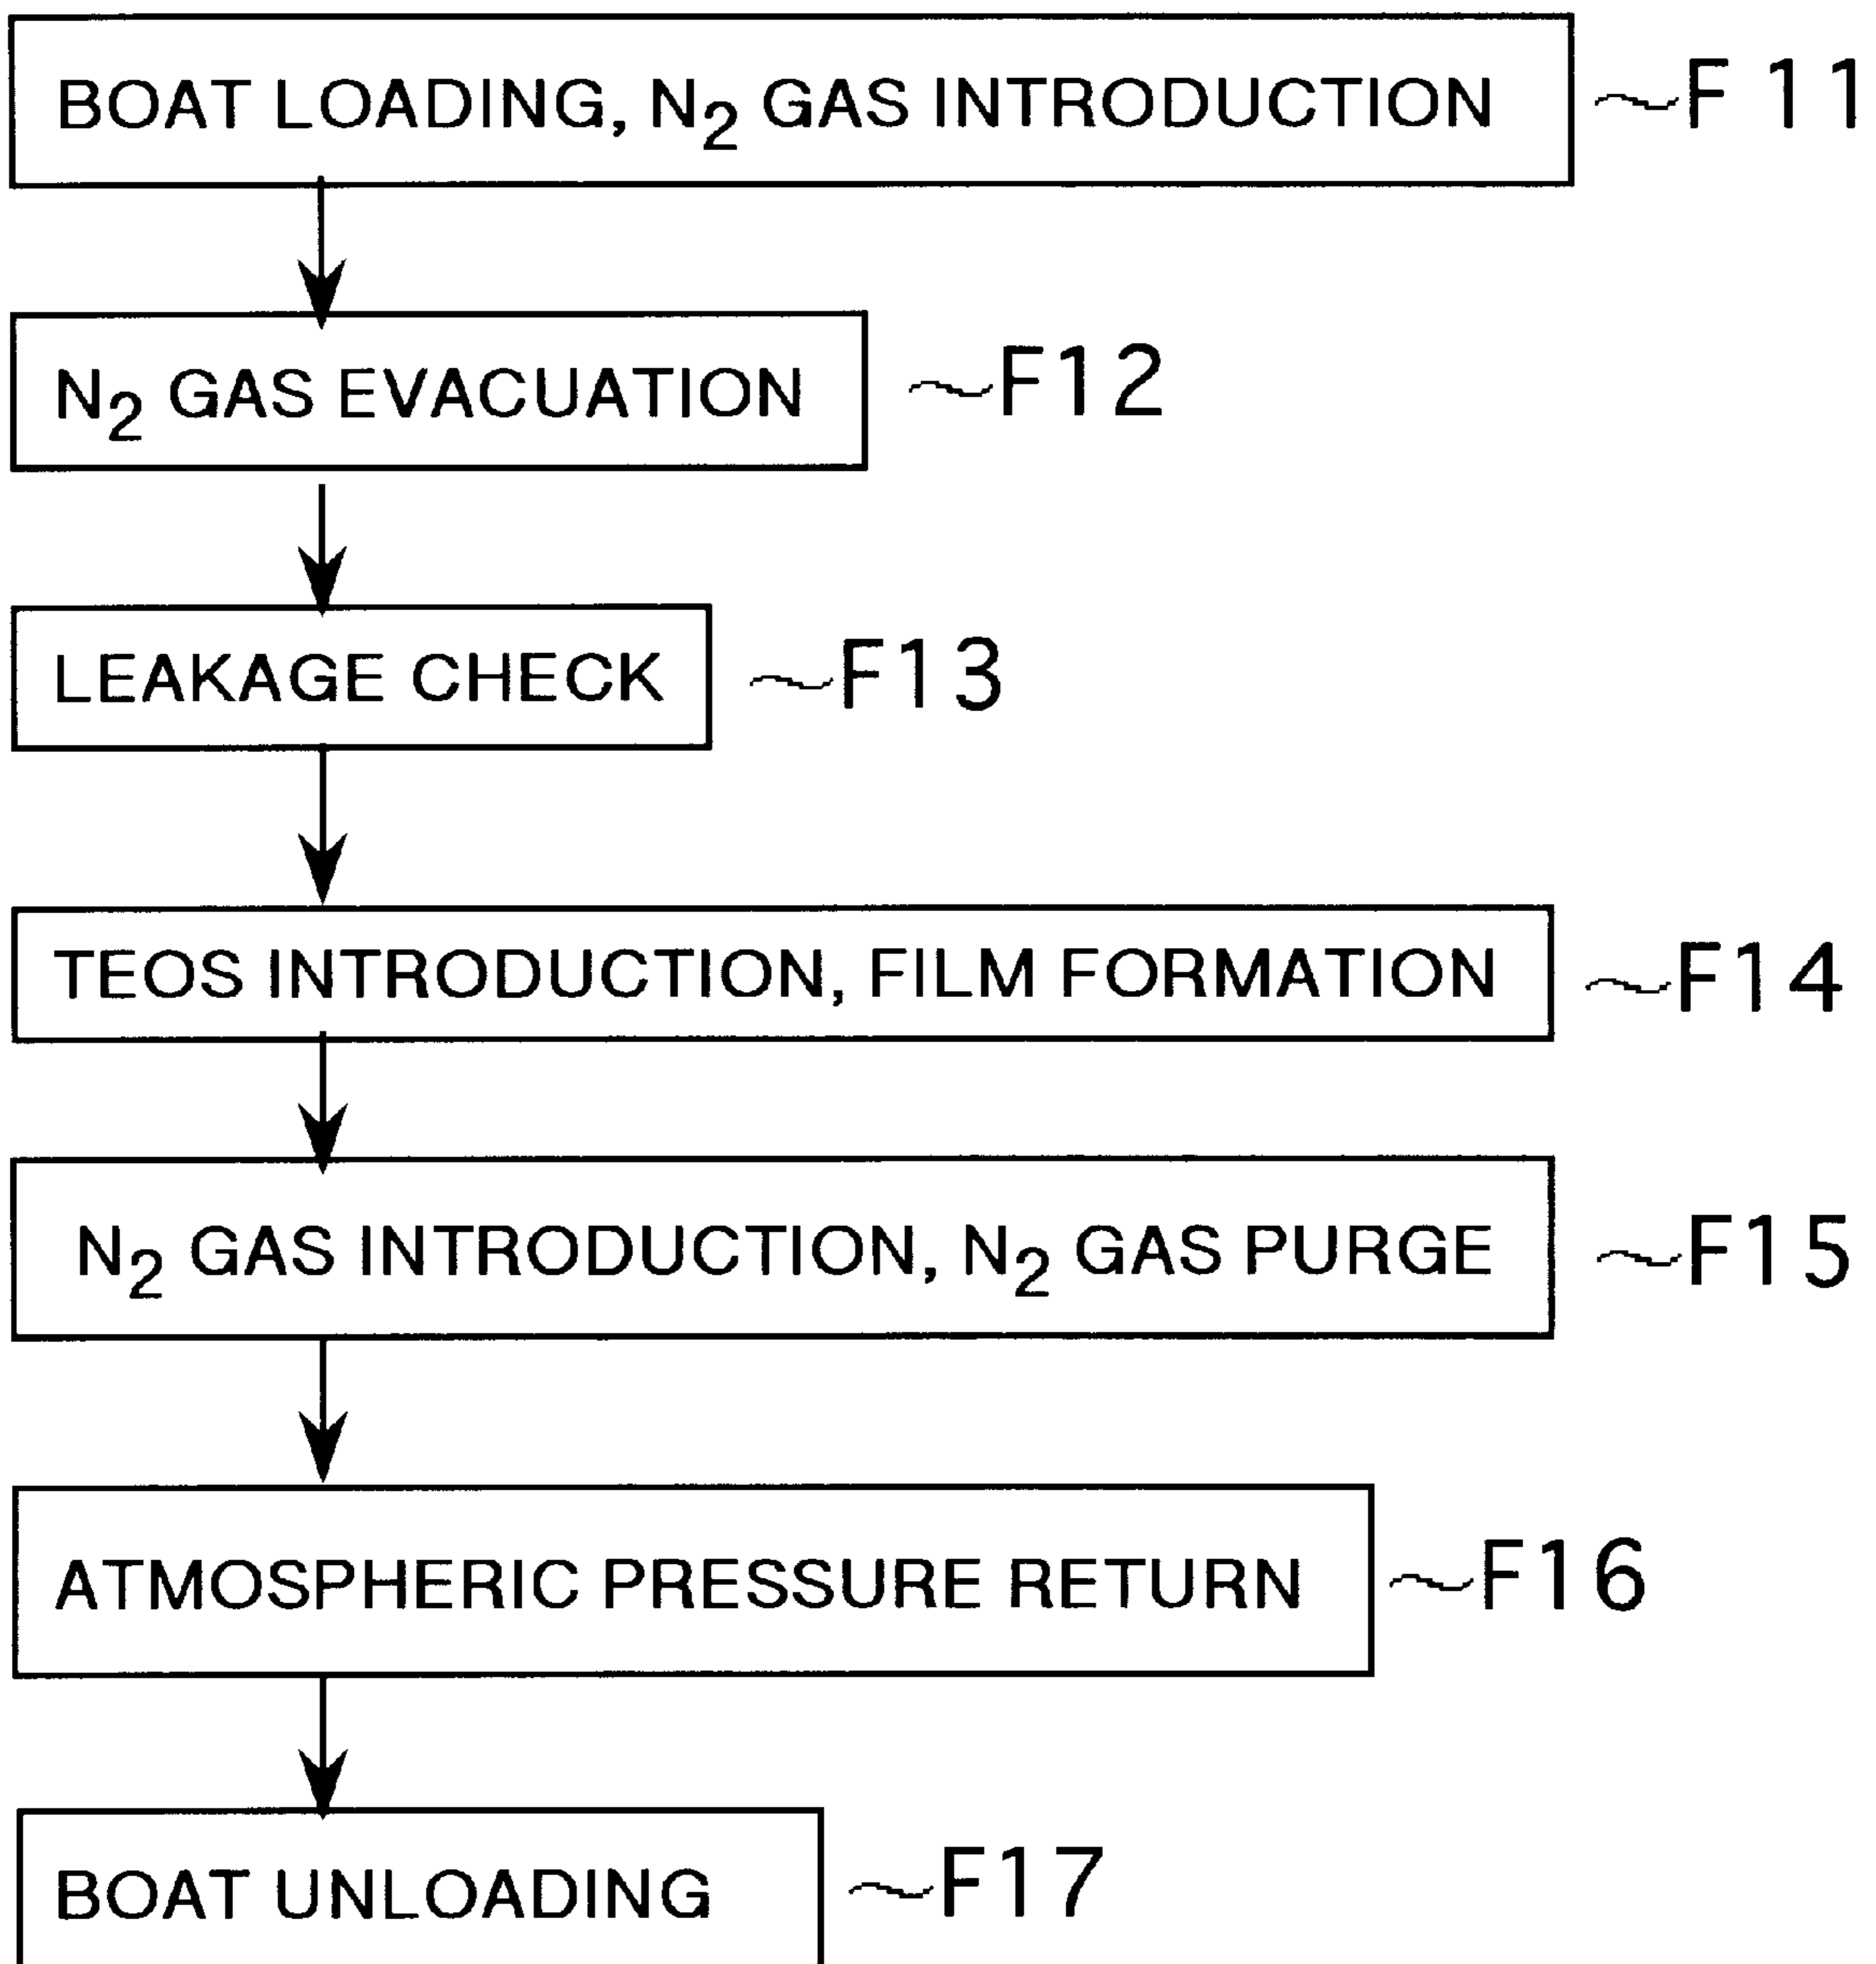 BOAT LOADING, N₂ GAS INTRODUCTION ~F 11
N₂ GAS EVACUATION ~F12
LEAKAGE CHECK ~F13
TEOS INTRODUCTION, FILM FORMATION ~F14
N₂ GAS INTRODUCTION, N₂ GAS PURGE ~F15
ATMOSPHERIC PRESSURE RETURN ~F16
BOAT UNLOADING ~F17